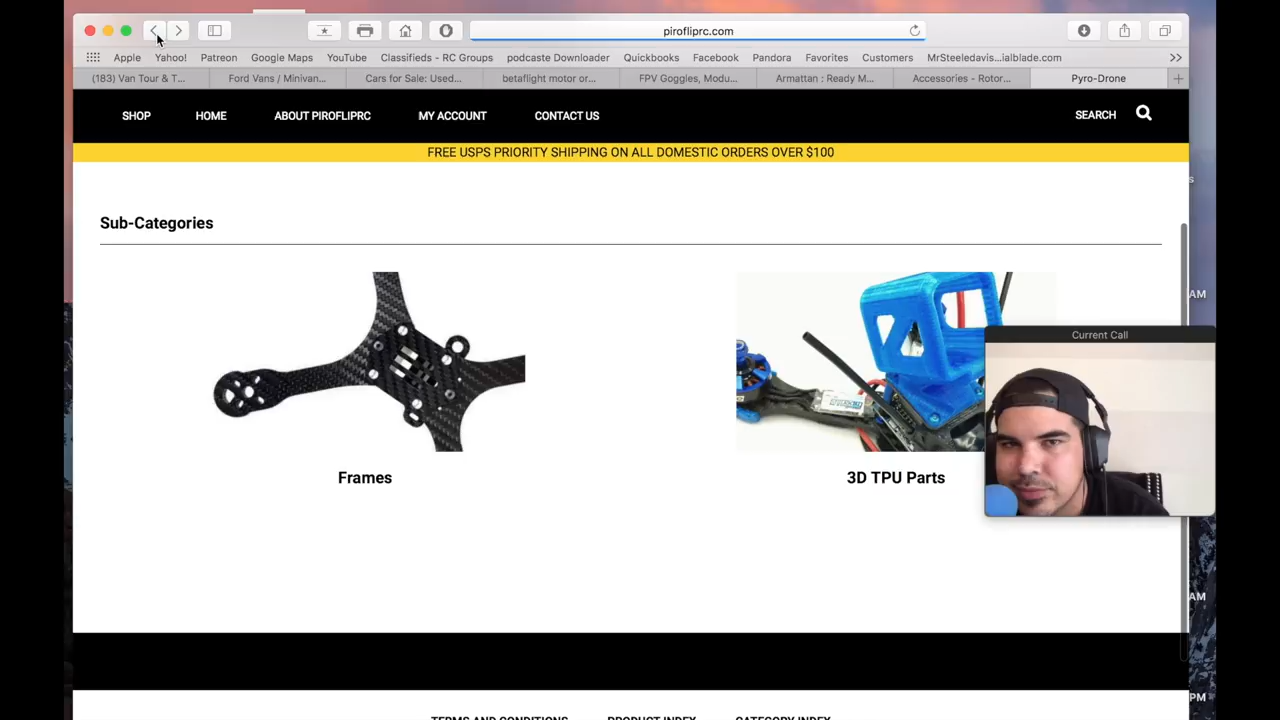 pirofliprc.com
Apple Yahoo! Patreon Google Maps YouTube Classifieds - RC Groups podcaste Downloader Quickbooks Facebook Pandora Favorites Customers MrSteeledavis...ialblade.com >>
(183) Van Tour & T... Ford Vans / Minivan... Cars for Sale: Used... betaflight motor or... FPV Goggles, Modu... Armattan : Ready M... Accessories - Rotor... Pyro-Drone +
SHOP HOME ABOUT PIROFLIPRC MY ACCOUNT CONTACT US SEARCH
FREE USPS PRIORITY SHIPPING ON ALL DOMESTIC ORDERS OVER $100
Sub-Categories
AM
Current Call
Frames 3D TPU Parts
AM
PM
TERMS AND CONDITIONS PRODUCT INDEX CATEGORY INDEX